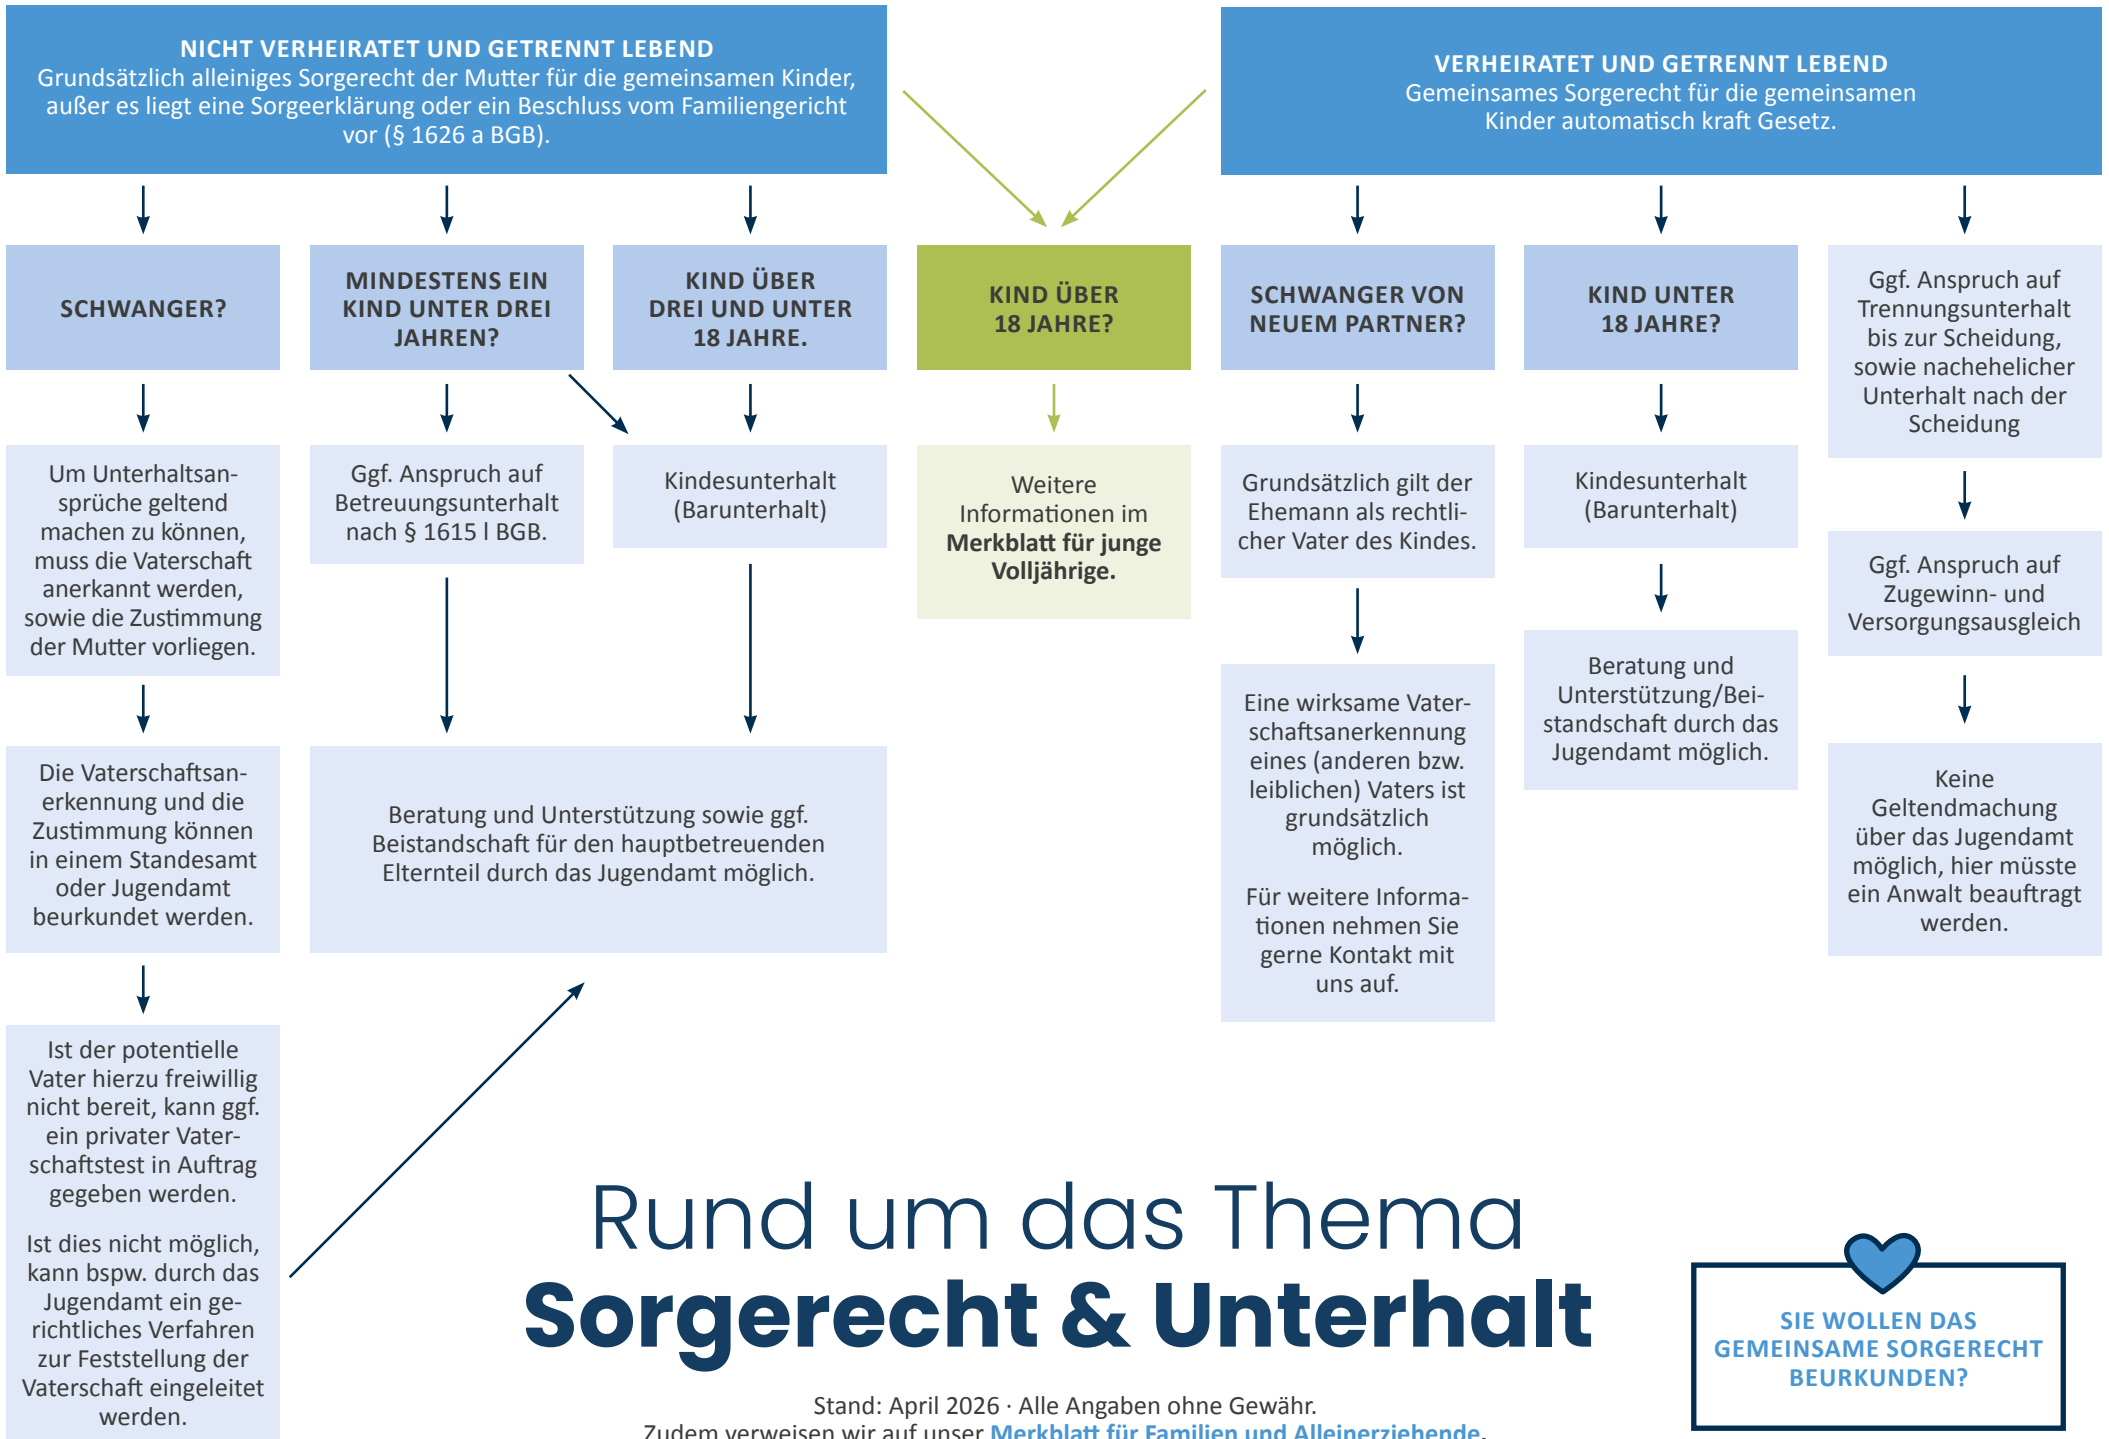 NICHT VERHEIRATET UND GETRENNT LEBEND
Grundsätzlich alleiniges Sorgerecht der Mutter für die gemeinsamen Kinder,
außer es liegt eine Sorgeerklärung oder ein Beschluss vom Familiengericht
vor (§ 1626 a BGB).
VERHEIRATET UND GETRENNT LEBEND
Gemeinsames Sorgerecht für die gemeinsamen
Kinder automatisch kraft Gesetz.
SCHWANGER?
MINDESTENS EIN
KIND UNTER DREI
JAHREN?
KIND ÜBER
DREI UND UNTER
18 JAHRE.
KIND ÜBER
18 JAHRE?
SCHWANGER VON
NEUEM PARTNER?
KIND UNTER
18 JAHRE?
Ggf. Anspruch auf
Trennungsunterhalt
bis zur Scheidung,
sowie nachehelicher
Unterhalt nach der
Scheidung
Um Unterhaltsan-
sprüche geltend
machen zu können,
muss die Vaterschaft
anerkannt werden,
sowie die Zustimmung
der Mutter vorliegen.
Ggf. Anspruch auf
Betreuungsunterhalt
nach § 1615 l BGB.
Kindesunterhalt
(Barunterhalt)
Weitere
Informationen im
Merkblatt für junge
Volljährige.
Grundsätzlich gilt der
Ehemann als rechtli-
cher Vater des Kindes.
Kindesunterhalt
(Barunterhalt)
Ggf. Anspruch auf
Zugewinn- und
Versorgungsausgleich
Die Vaterschaftsan-
erkennung und die
Zustimmung können
in einem Standesamt
oder Jugendamt
beurkundet werden.
Beratung und Unterstützung sowie ggf.
Beistandschaft für den hauptbetreuenden
Elternteil durch das Jugendamt möglich.
Eine wirksame Vater-
schaftsanerkennung
eines (anderen bzw.
leiblichen) Vaters ist
grundsätzlich
möglich.
Für weitere Informa-
tionen nehmen Sie
gerne Kontakt mit
uns auf.
Beratung und
Unterstützung/Bei-
standschaft durch das
Jugendamt möglich.
Keine
Geltendmachung
über das Jugendamt
möglich, hier müsste
ein Anwalt beauftragt
werden.
Ist der potentielle
Vater hierzu freiwillig
nicht bereit, kann ggf.
ein privater Vater-
schaftstest in Auftrag
gegeben werden.
Ist dies nicht möglich,
kann bspw. durch das
Jugendamt ein ge-
richtliches Verfahren
zur Feststellung der
Vaterschaft eingeleitet
werden.
Rund um das Thema
Sorgerecht & Unterhalt
Stand: April 2026 · Alle Angaben ohne Gewähr.
Zudem verweisen wir auf unser Merkblatt für Familien und Alleinerziehende.
SIE WOLLEN DAS
GEMEINSAME SORGERECHT
BEURKUNDEN?